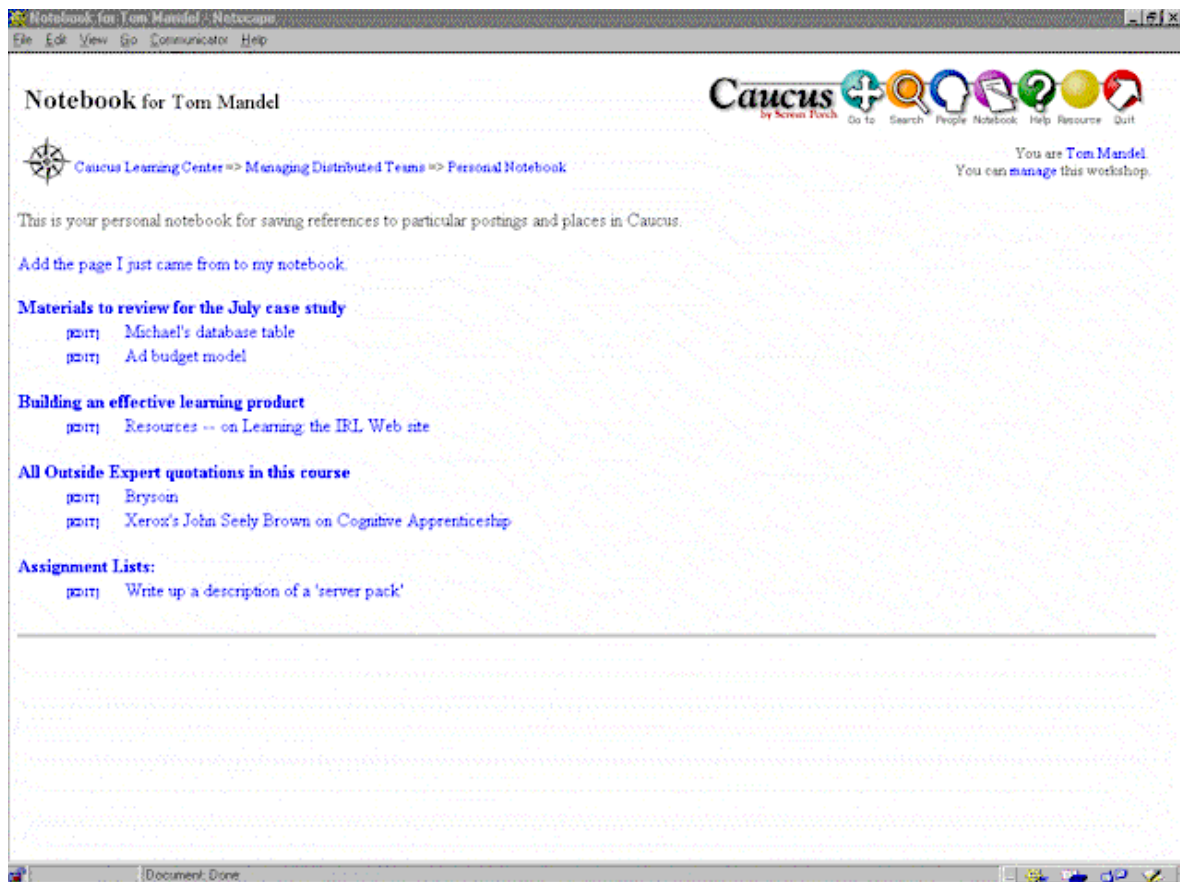 Notebook for Tom Mandel - Netscape
File Edit View Go Communicator Help
Notebook for Tom Mandel
Caucus
by Screen Porch
Go to Search People Notebook Help Resource Quit
Caucus Learning Center => Managing Distributed Teams => Personal Notebook
You are Tom Mandel.
You can manage this workshop.
This is your personal notebook for saving references to particular postings and places in Caucus.
Add the page I just came from to my notebook.
Materials to review for the July case study
[EDIT] Michael's database table
[EDIT] Ad budget model
Building an effective learning product
[EDIT] Resources -- on Learning: the IRL Web site
All Outside Expert quotations in this course
[EDIT] Brysoin
[EDIT] Xerox's John Seely Brown on Cognitive Apprenticeship
Assignment Lists:
[EDIT] Write up a description of a 'server pack'
Document: Done